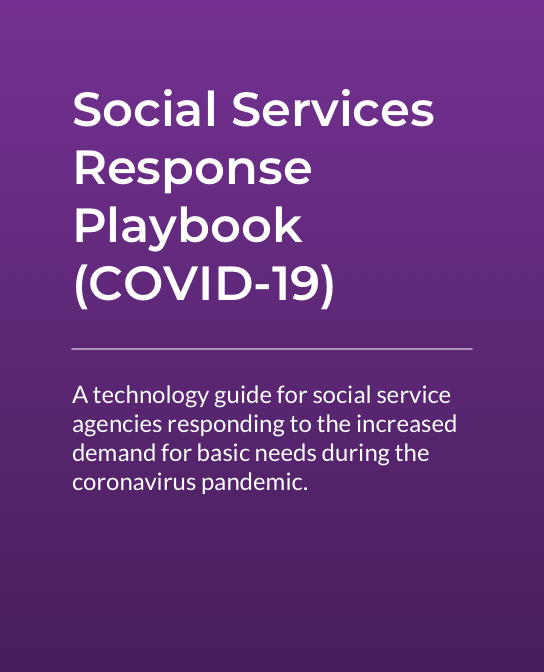 Social Services
Response
Playbook
(COVID-19)
A technology guide for social service
agencies responding to the increased
demand for basic needs during the
coronavirus pandemic.